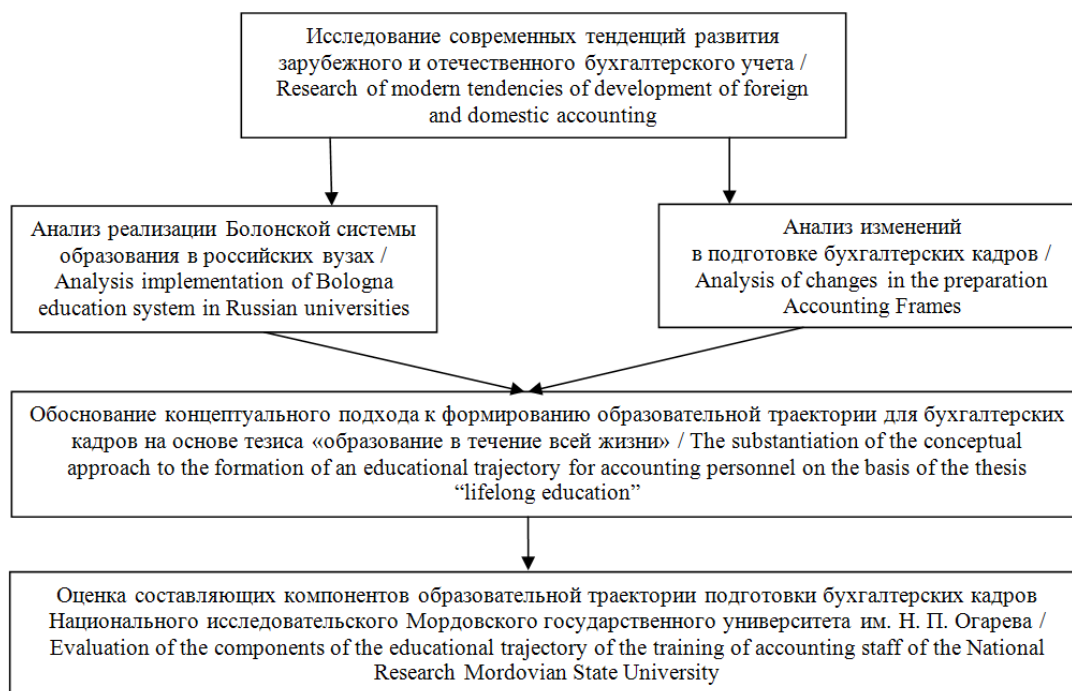 Исследование современных тенденций развития
зарубежного и отечественного бухгалтерского учета /
Research of modern tendencies of development of foreign
and domestic accounting
Анализ реализации Болонской системы
образования в российских вузах /
Analysis implementation of Bologna
education system in Russian universities
Анализ изменений
в подготовке бухгалтерских кадров /
Analysis of changes in the preparation
Accounting Frames
Обоснование концептуального подхода к формированию образовательной траектории для бухгалтерских
кадров на основе тезиса «образование в течение всей жизни» / The substantiation of the conceptual
approach to the formation of an educational trajectory for accounting personnel on the basis of the thesis
“lifelong education”
Оценка составляющих компонентов образовательной траектории подготовки бухгалтерских кадров
Национального исследовательского Мордовского государственного университета им. Н. П. Огарева /
Evaluation of the components of the educational trajectory of the training of accounting staff of the National
Research Mordovian State University